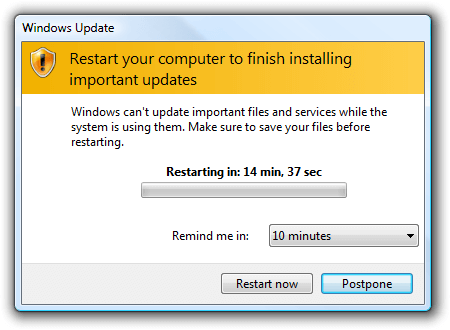 Windows Update
Restart your computer to finish installing
important updates
Windows can't update important files and services while the
system is using them. Make sure to save your files before
restarting.
Restarting in: 14 min, 37 sec
Remind me in: 10 minutes
Restart now Postpone